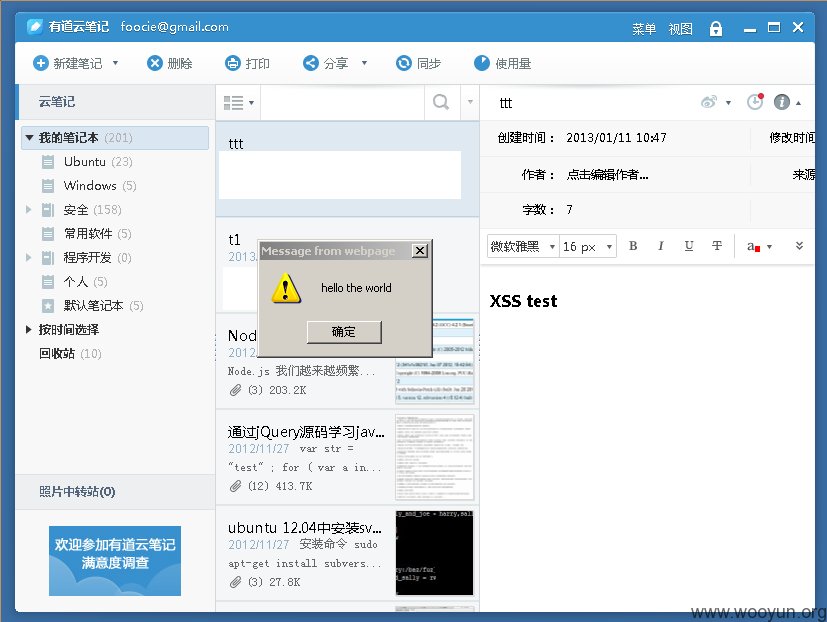 有道云笔记 foocie@gmail.com 菜单 视图
新建笔记 删除 打印 分享 同步 使用量
云笔记
我的笔记本 (201)
Ubuntu (23)
Windows (5)
安全 (158)
常用软件 (5)
程序开发 (0)
个人 (5)
默认笔记本 (5)
按时间选择
回收站 (10)
照片中转站(0)
欢迎参加有道云笔记
满意度调查
ttt
t1
2013
Nod
2012/
Node.js 我们越来越频繁...
(3) 203.2K
通过jQuery源码学习jav...
2012/11/27 var str =
"test" ; for ( var a in...
(12) 413.7K
ubuntu 12.04中安装sv...
2012/11/27 安装命令 sudo
apt-get install subvers...
(3) 27.8K
Message from webpage
hello the world
确定
ttt
创建时间： 2013/01/11 10:47 修改时间
作者： 点击编辑作者... 来源
字数： 7
微软雅黑 16 px B I U T a
XSS test
www.wooyun.org